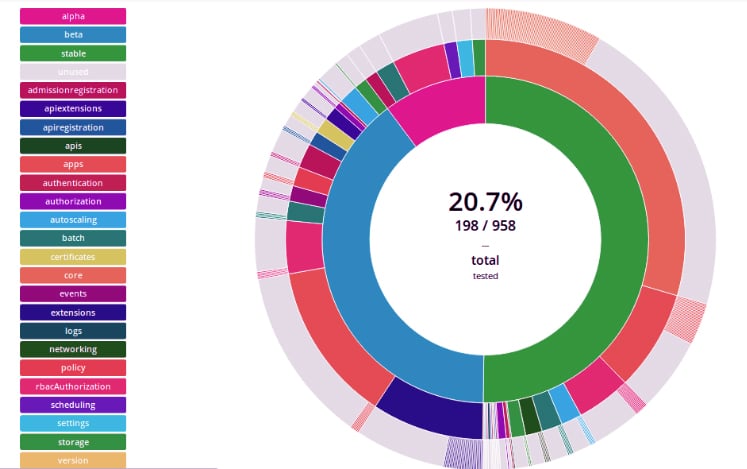 alpha
beta
stable
unused
admissionregistration
apiextensions
apiregistration
apis
apps
authentication
authorization
autoscaling
batch
certificates
core
events
extensions
logs
networking
policy
rbacAuthorization
scheduling
settings
storage
version
20.7%
198 / 958
—
total
tested